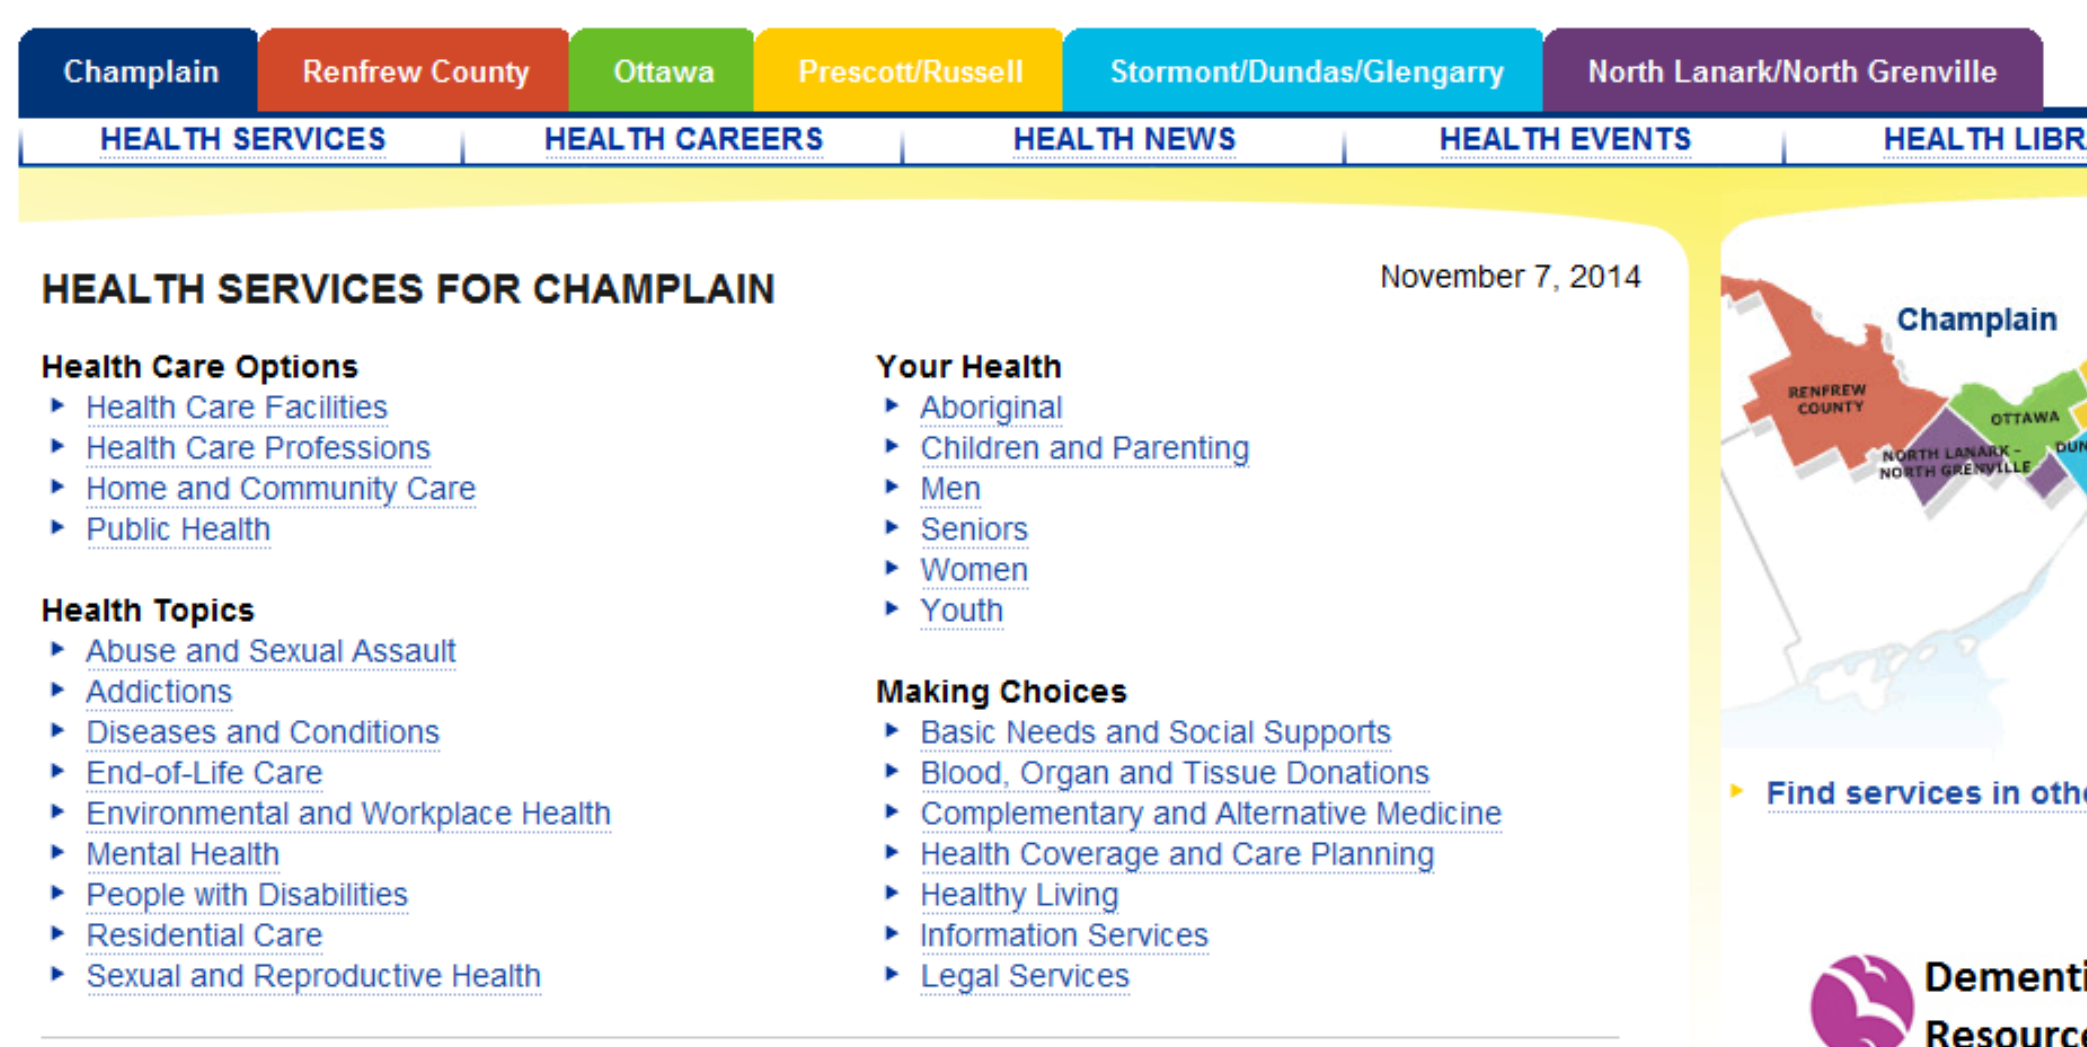 Champlain
Renfrew County
Ottawa
Prescott/Russell
Stormont/Dundas/Glengarry
North Lanark/North Grenville
HEALTH SERVICES
HEALTH CAREERS
HEALTH NEWS
HEALTH EVENTS
HEALTH
HEALTH SERVICES FOR CHAMPLAIN
November 7, 2014
Health Care Options
Health Care Facilities
Health Care Professions
Home and Community Care
Public Health
Health Topics
Abuse and Sexual Assault
Addictions
Diseases and Conditions
End-of-Life Care
Environmental and Workplace Health
Mental Health
People with Disabilities
Residential Care
Sexual and Reproductive Health
Your Health
Aboriginal
Children and Parenting
Men
Seniors
Women
Youth
Making Choices
Basic Needs and Social Supports
Blood, Organ and Tissue Donations
Complementary and Alternative Medicine
Health Coverage and Care Planning
Healthy Living
Information Services
Legal Services
Champlain
RENFREW
COUNTY
OTTAWA
NORTH LANARK -
NORTH GRENVILLE
Find services in